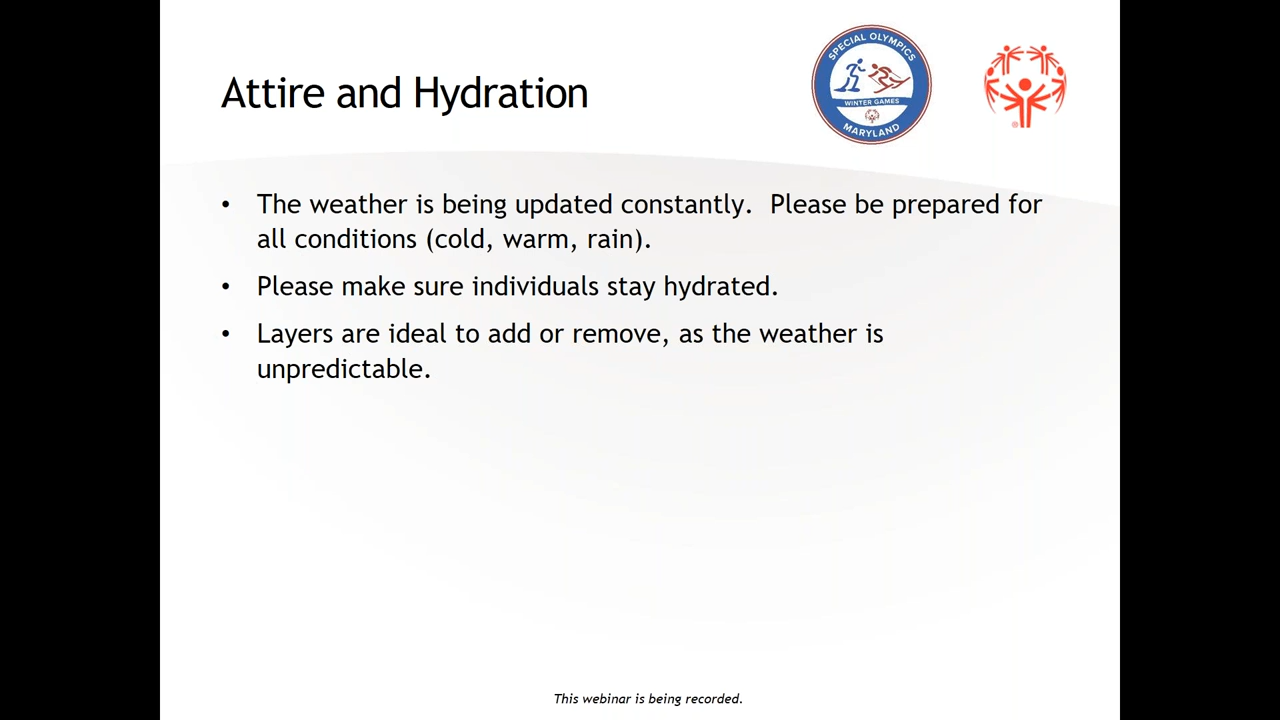 Attire and Hydration
SPECIAL OLYMPICS
WINTER GAMES
MARYLAND
®
• The weather is being updated constantly.  Please be prepared for
all conditions (cold, warm, rain).
• Please make sure individuals stay hydrated.
• Layers are ideal to add or remove, as the weather is
unpredictable.
This webinar is being recorded.